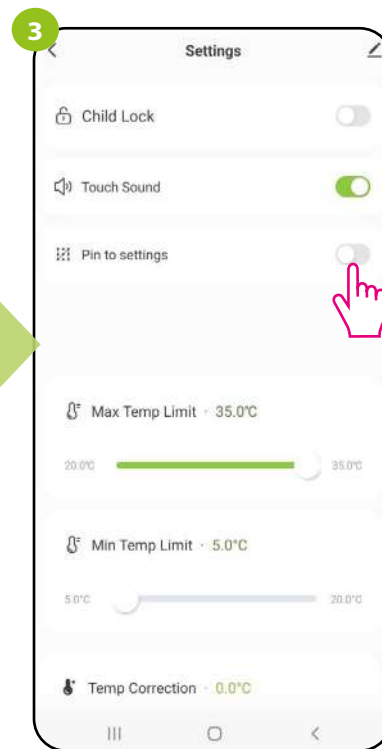 3
Settings
Child Lock
Touch Sound
Pin to settings
Max Temp Limit · 35.0°C
20.0°C 35.0°C
Min Temp Limit · 5.0°C
5.0°C 20.0°C
Temp Correction · 0.0°C